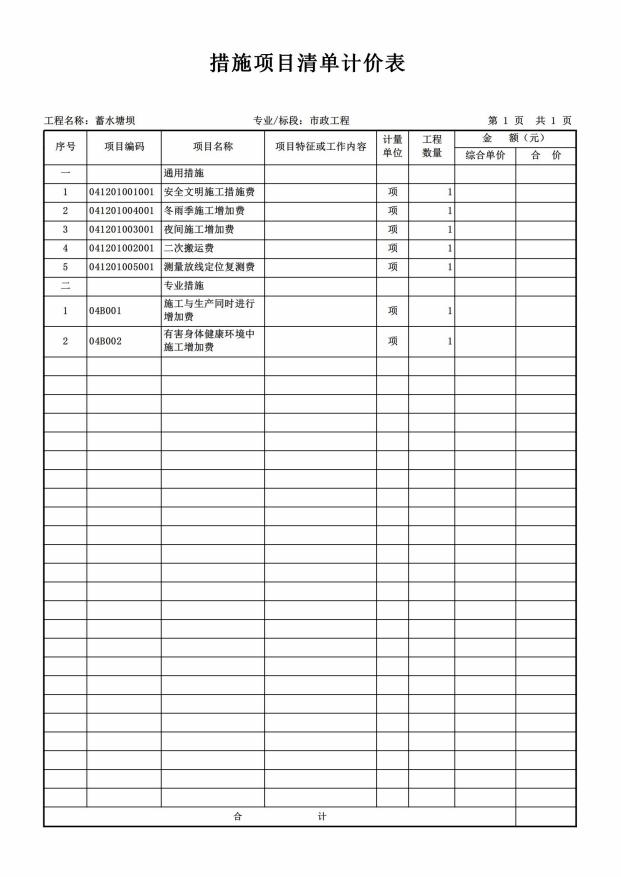 措施项目清单计价表
工程名称：蓄水塘坝 专业/标段：市政工程 第 1 页 共 1 页
序号 项目编码 项目名称 项目特征或工作内容 计量单位 工程数量 金 额（元）
综合单价 合 价
一 通用措施
1 041201001001 安全文明施工措施费 项 1
2 041201004001 冬雨季施工增加费 项 1
3 041201003001 夜间施工增加费 项 1
4 041201002001 二次搬运费 项 1
5 041201005001 测量放线定位复测费 项 1
二 专业措施
1 04B001 施工与生产同时进行增加费 项 1
2 04B002 有害身体健康环境中施工增加费 项 1
合 计